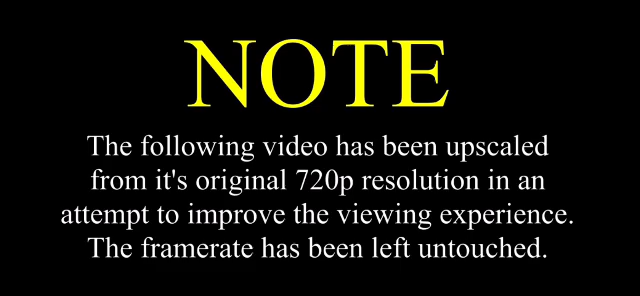 NOTE
The following video has been upscaled
from it's original 720p resolution in an
attempt to improve the viewing experience.
The framerate has been left untouched.